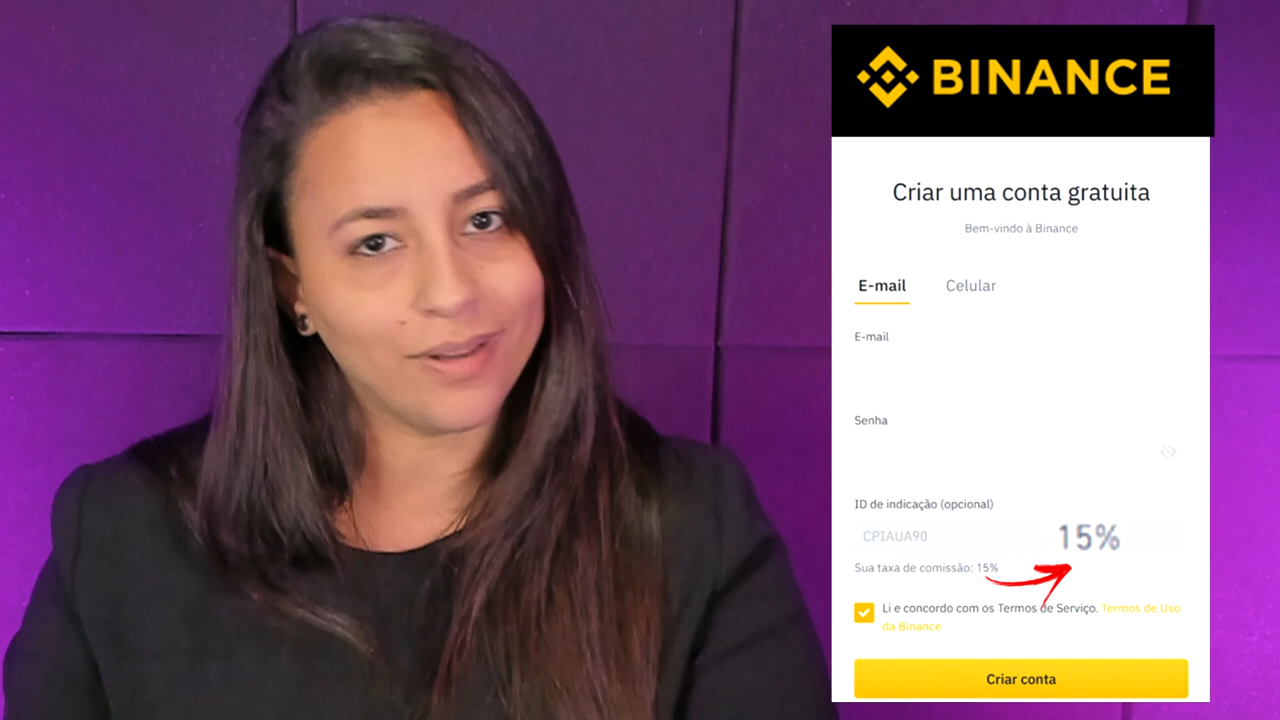 BINANCE
Criar uma conta gratuita
Bem-vindo à Binance
E-mail Celular
E-mail
Senha
ID de indicação (opcional)
CPIAUA90 15%
Sua taxa de comissão: 15%
Li e concordo com os Termos de Serviço. Termos de Uso
da Binance
Criar conta